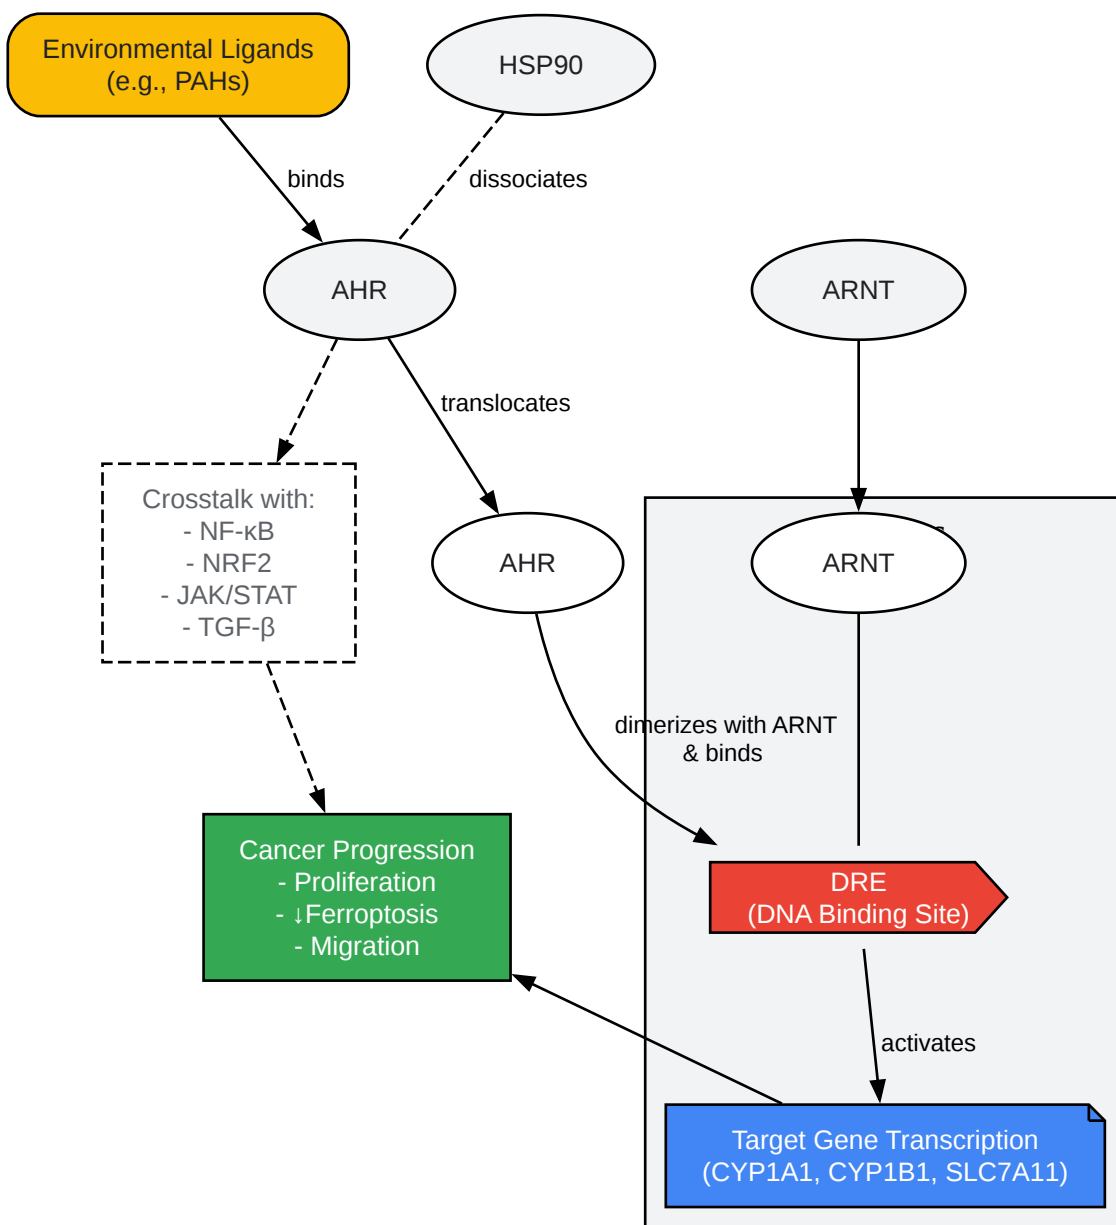 Environmental Ligands
(e.g., PAHs)
HSP90
binds
dissociates
AHR
ARNT
translocates
Crosstalk with:
- NF-κB
- NRF2
- JAK/STAT
- TGF-β
AHR
ARNT
dimerizes with ARNT
& binds
Cancer Progression
- Proliferation
- ↓Ferroptosis
- Migration
DRE
(DNA Binding Site)
activates
Target Gene Transcription
(CYP1A1, CYP1B1, SLC7A11)